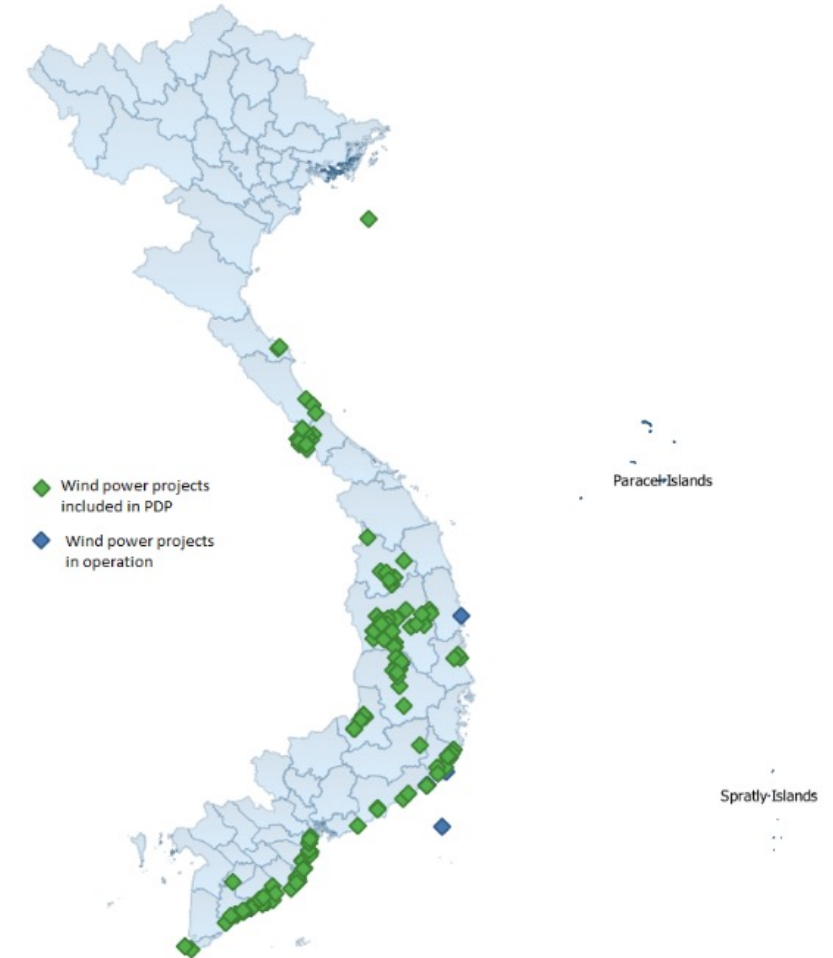 Paracel Islands
Wind power projects
included in PDP
Wind power projects
in operation
Spratly Islands